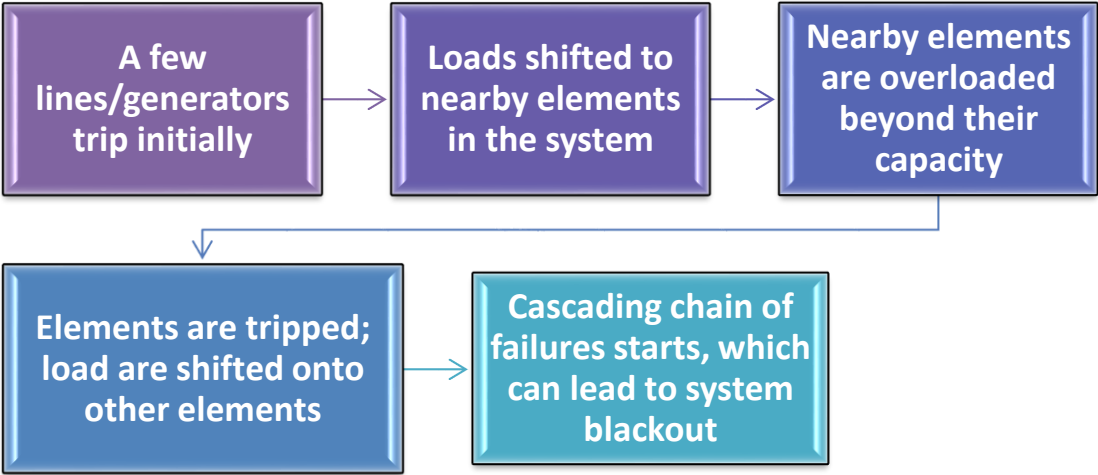 A few
lines/generators
trip initially
Loads shifted to
nearby elements
in the system
Nearby elements
are overloaded
beyond their
capacity
Elements are tripped;
load are shifted onto
other elements
Cascading chain of
failures starts, which
can lead to system
blackout